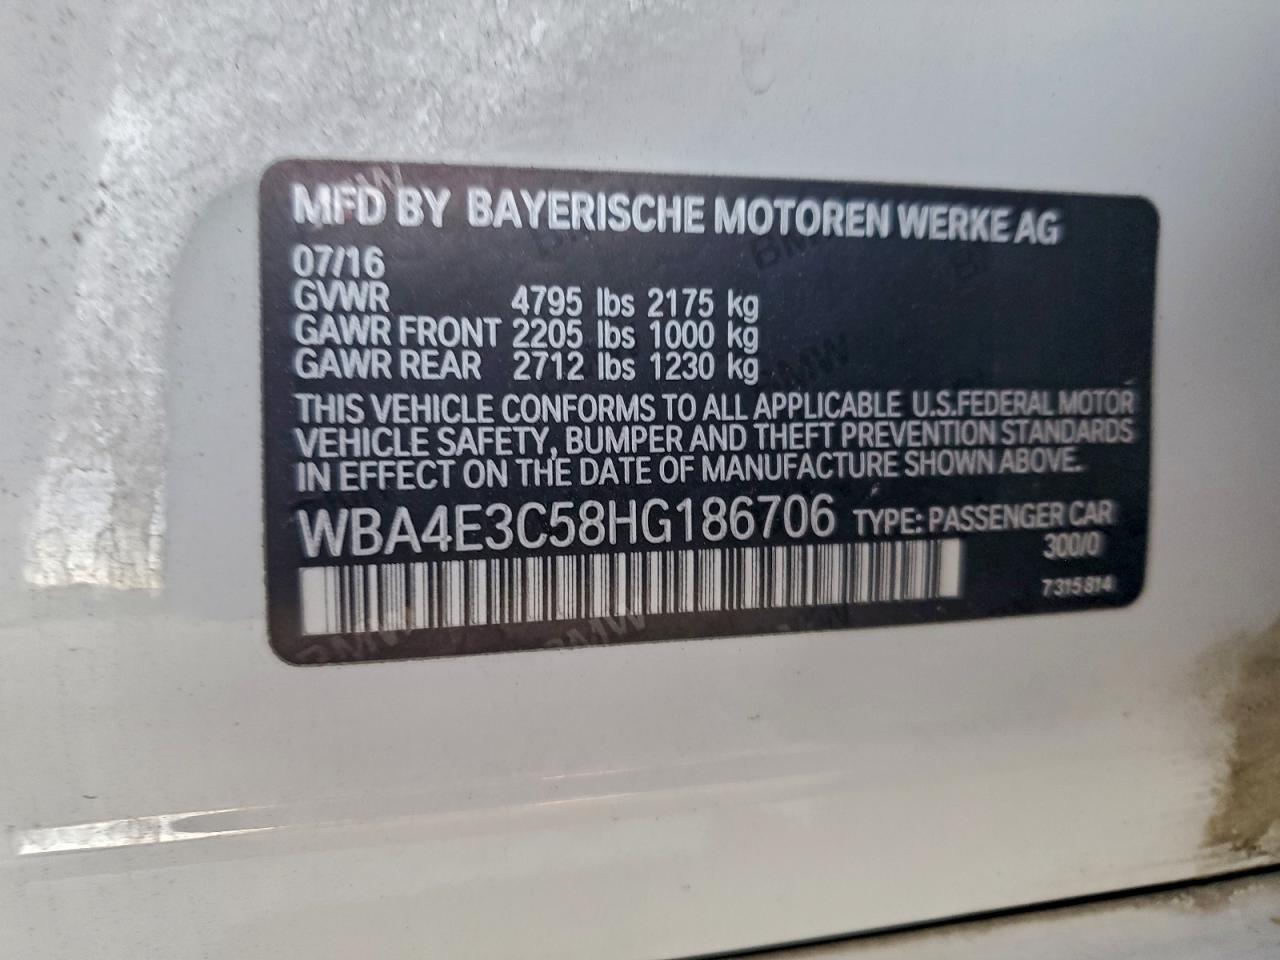 MFD BY BAYERISCHE MOTOREN WERKE AG
07/16
GVWR 4795 lbs 2175 kg
GAWR FRONT 2205 lbs 1000 kg
GAWR REAR 2712 lbs 1230 kg
THIS VEHICLE CONFORMS TO ALL APPLICABLE U.S.FEDERAL MOTOR
VEHICLE SAFETY, BUMPER AND THEFT PREVENTION STANDARDS
IN EFFECT ON THE DATE OF MANUFACTURE SHOWN ABOVE.
WBA4E3C58HG186706 TYPE: PASSENGER CAR
300/0
7315814